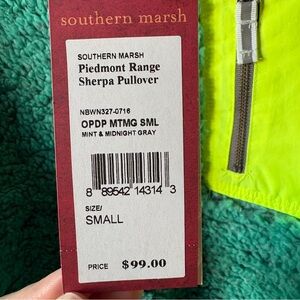 southern marsh
SOUTHERN MARSH
Piedmont Range
Sherpa Pullover
NBWN327-0716
OPDP MTMG SML
MINT & MIDNIGHT GRAY
8 89542 14314 3
SIZE/
SMALL
PRICE $99.00